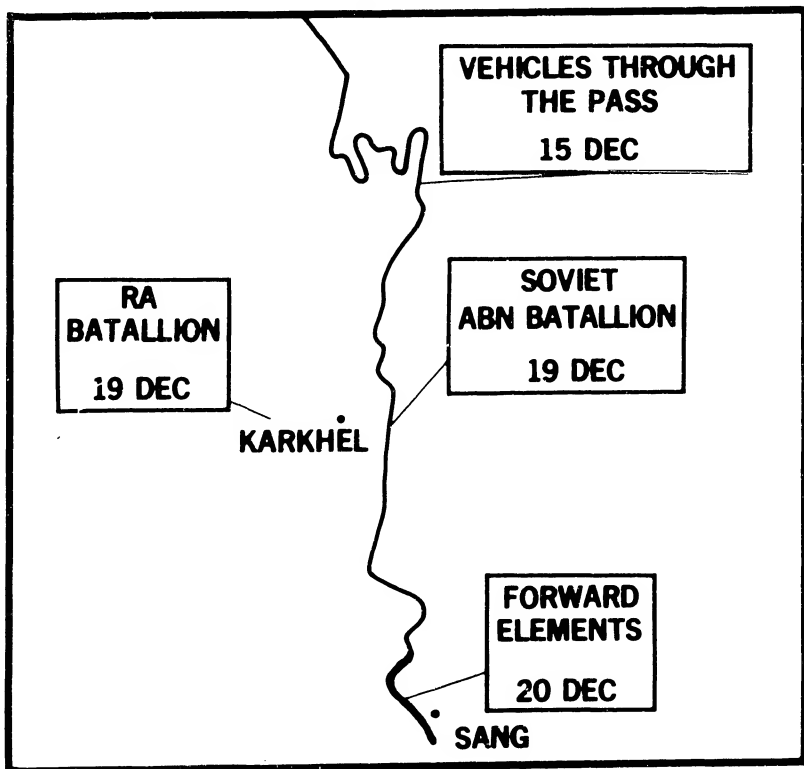 VEHICLES THROUGH
THE PASS
15 DEC
RA
BATALLION
19 DEC
SOVIET
ABN BATALLION
19 DEC
KARKHEL
FORWARD
ELEMENTS
20 DEC
SANG